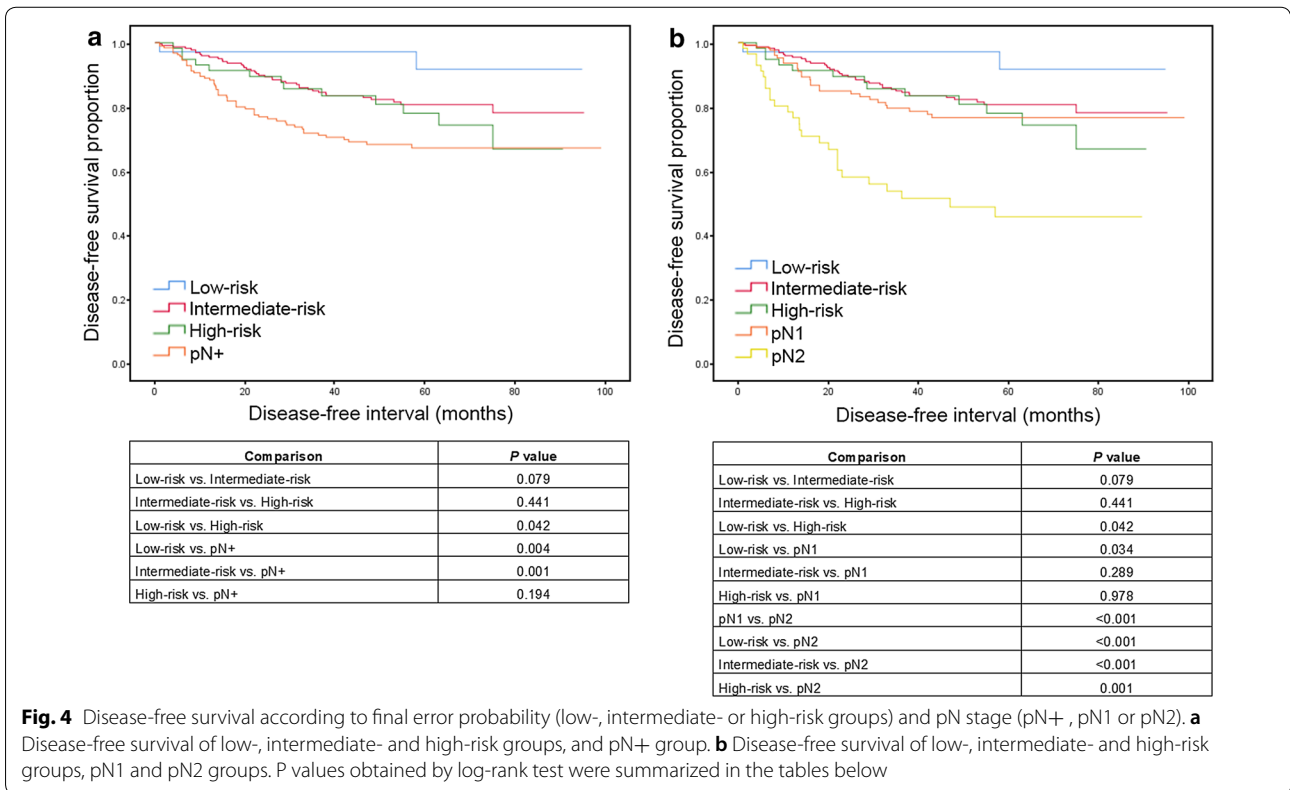 a
Disease-free survival proportion
1.0
0.8
0.6
0.4
0.2
0.0
Low-risk
Intermediate-risk
High-risk
pN+
0 20 40 60 80 100
Disease-free interval (months)
Comparison P value
Low-risk vs. Intermediate-risk 0.079
Intermediate-risk vs. High-risk 0.441
Low-risk vs. High-risk 0.042
Low-risk vs. pN+ 0.004
Intermediate-risk vs. pN+ 0.001
High-risk vs. pN+ 0.194
b
Disease-free survival proportion
1.0
0.8
0.6
0.4
0.2
0.0
Low-risk
Intermediate-risk
High-risk
pN1
pN2
0 20 40 60 80 100
Disease-free interval (months)
Comparison P value
Low-risk vs. Intermediate-risk 0.079
Intermediate-risk vs. High-risk 0.441
Low-risk vs. High-risk 0.042
Low-risk vs. pN1 0.034
Intermediate-risk vs. pN1 0.289
High-risk vs. pN1 0.978
pN1 vs. pN2 <0.001
Low-risk vs. pN2 <0.001
Intermediate-risk vs. pN2 <0.001
High-risk vs. pN2 0.001
Fig. 4 Disease-free survival according to final error probability (low-, intermediate- or high-risk groups) and pN stage (pN+ , pN1 or pN2). a
Disease-free survival of low-, intermediate- and high-risk groups, and pN+ group. b Disease-free survival of low-, intermediate- and high-risk
groups, pN1 and pN2 groups. P values obtained by log-rank test were summarized in the tables below